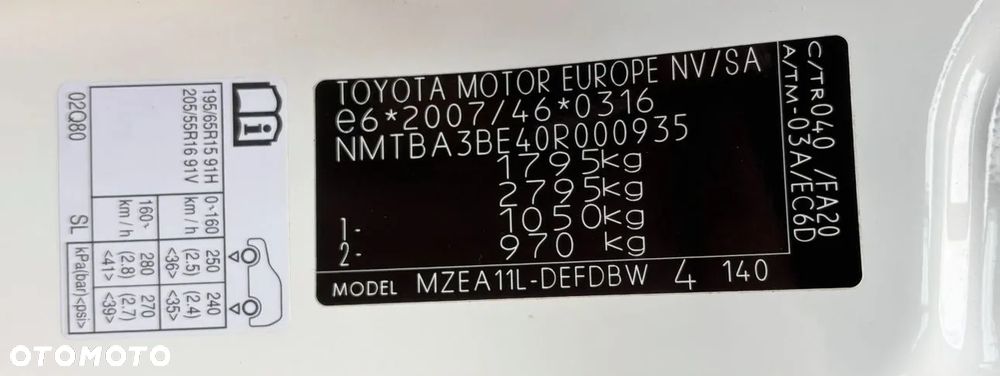 TOYOTA MOTOR EUROPE NV/SA
e6*2007/46*0316
NMTBA3BE40R000935
1795kg
2795kg
1- 1050kg
2- 970 kg
MODEL MZEA11L-DEFDBW 4 140
C/TR040 /FA20
A/TM-03A/EC6D
195/65R15 91H
205/55R16 91V
0~160 km/h
250 (2.5) <36>
240 (2.4) <35>
160~ km/h
280 (2.8) <41>
270 (2.7) <39>
02Q80 SL kPa(bar)<psi>
OTOMOTO